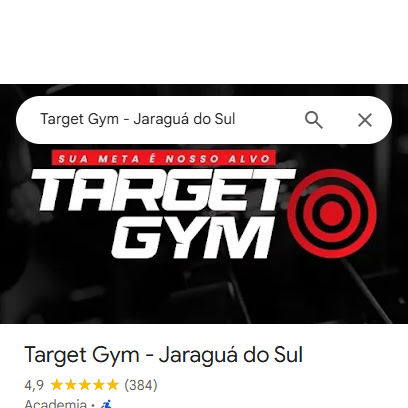 Target Gym - Jaraguá do Sul
SUA META É NOSSO ALVO
TARGET
GYM
Target Gym - Jaraguá do Sul
4,9 (384)
Academia ·